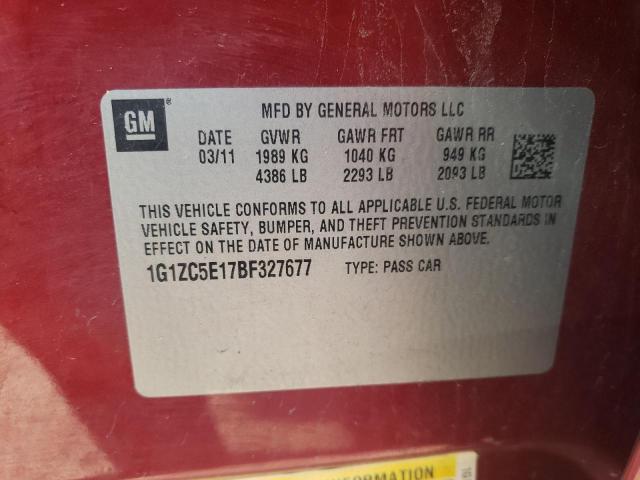 GM®
MFD BY GENERAL MOTORS LLC
DATE GVWR GAWR FRT GAWR RR
03/11 1989 KG 1040 KG 949 KG
4386 LB 2293 LB 2093 LB
THIS VEHICLE CONFORMS TO ALL APPLICABLE U.S. FEDERAL MOTOR
VEHICLE SAFETY, BUMPER, AND THEFT PREVENTION STANDARDS IN
EFFECT ON THE DATE OF MANUFACTURE SHOWN ABOVE.
1G1ZC5E17BF327677 TYPE: PASS CAR
INFORMATION